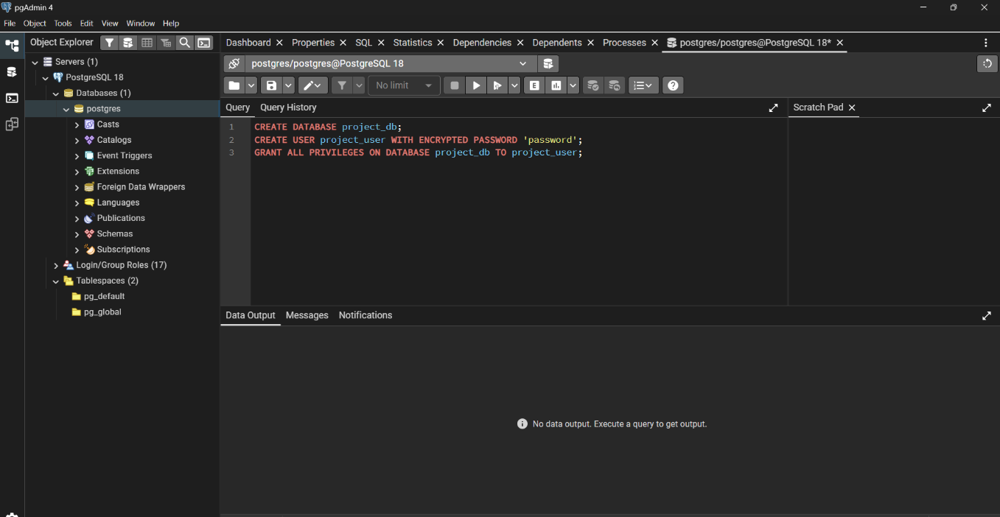 pgAdmin 4
File Object Tools Edit View Window Help
Object Explorer
Servers (1)
PostgreSQL 18
Databases (1)
postgres
Casts
Catalogs
Event Triggers
Extensions
Foreign Data Wrappers
Languages
Publications
Schemas
Subscriptions
Login/Group Roles (17)
Tablespaces (2)
pg_default
pg_global
Dashboard Properties SQL Statistics Dependencies Dependents Processes postgres/postgres@PostgreSQL 18*
postgres/postgres@PostgreSQL 18
No limit E
Query Query History Scratch Pad
1 CREATE DATABASE project_db;
2 CREATE USER project_user WITH ENCRYPTED PASSWORD 'password';
3 GRANT ALL PRIVILEGES ON DATABASE project_db TO project_user;
Data Output Messages Notifications
No data output. Execute a query to get output.